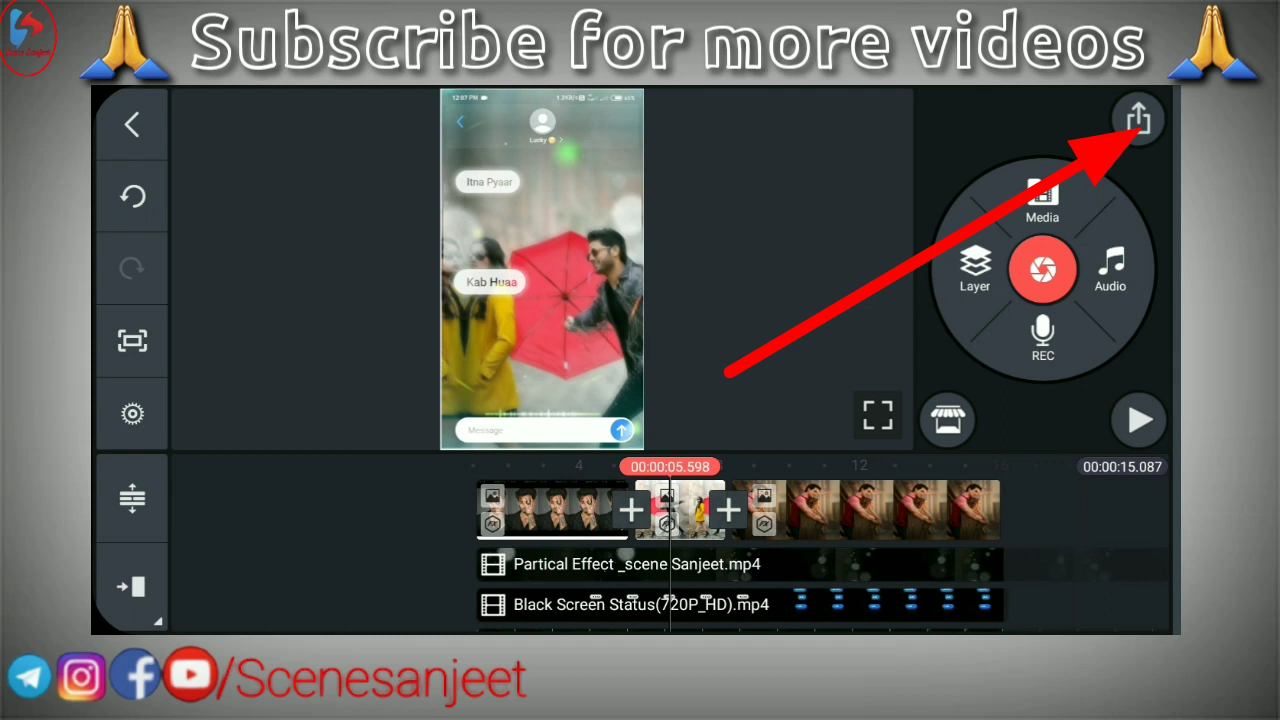 Subscribe for more videos
12:07 PM
Lucky
Itna Pyaar
Kab Huaa
Message
Media
Layer
Audio
REC
4
00:00:05.598
12
16
00:00:15.087
Partical Effect _scene Sanjeet.mp4
Black Screen Status(720P_HD).mp4
/Scenesanjeet